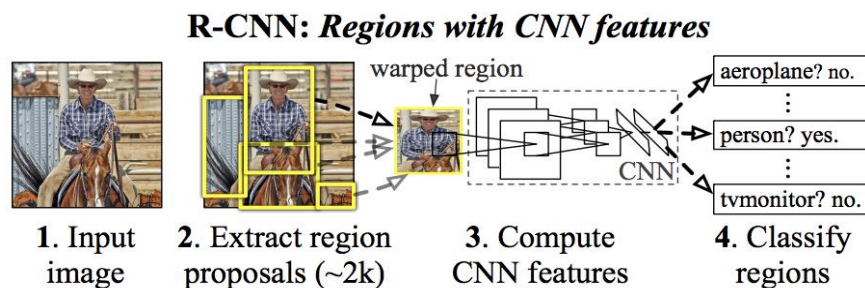 R-CNN: Regions with CNN features
warped region
aeroplane? no.
person? yes.
tvmonitor? no.
CNN
1. Input
image
2. Extract region
proposals (~2k)
3. Compute
CNN features
4. Classify
regions